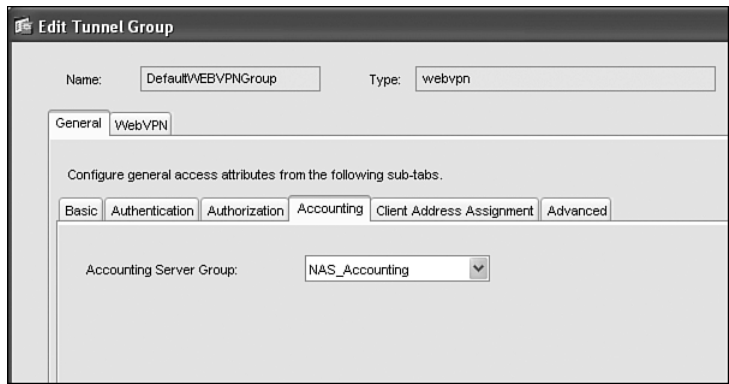 Edit Tunnel Group
Name: DefaultWEBVPNGroup Type: webvpn
General WebVPN
Configure general access attributes from the following sub-tabs.
Basic Authentication Authorization Accounting Client Address Assignment Advanced
Accounting Server Group: NAS_Accounting